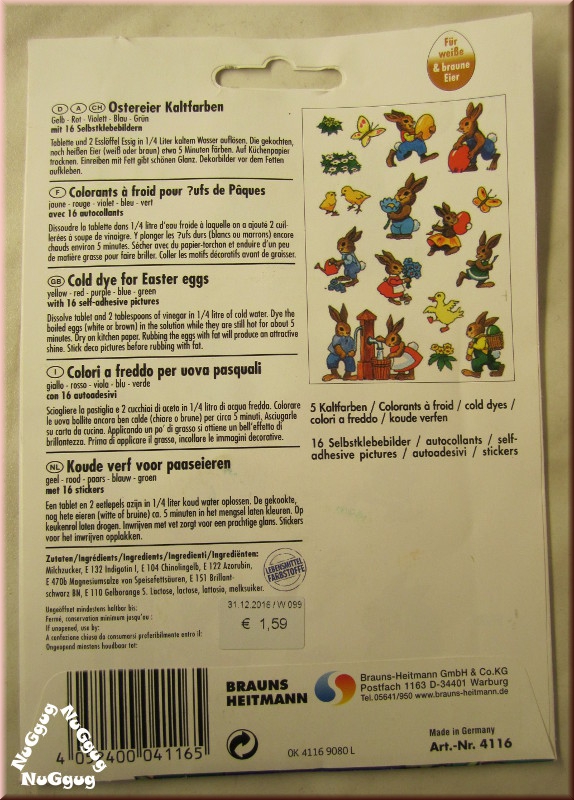 Für
weiße
& braune
Eier
D A CH Ostereier Kaltfarben
Gelb - Rot - Violett - Blau - Grün
mit 16 Selbstklebebildern
Tablette und 2 Esslöffel Essig in 1/4 Liter kaltem Wasser auflösen. Die gekochten,
noch heißen Eier (weiß oder braun) etwa 5 Minuten färben. Auf Küchenpapier
trocknen. Einreiben mit Fett gibt schönen Glanz. Dekorbilder vor dem Fetten
aufkleben.
F Colorants à froid pour ?ufs de Pâques
jaune - rouge - violet - bleu - vert
avec 16 autocollants
Dissoudre la tablette dans 1/4 litre d'eau froide à laquelle on a ajouté 2 cuil-
lerées à soupe de vinaigre. Y plonger les ?ufs durs (blancs ou marrons) encore
chauds environ 5 minutes. Sécher avec du papier-torchon et enduire d'un peu
de matière grasse pour faire briller. Coller les motifs décoratifs avant de graisser.
GB Cold dye for Easter eggs
yellow - red - purple - blue - green
with 16 self-adhesive pictures
Dissolve tablet and 2 tablespoons of vinegar in 1/4 litre of cold water. Dye the
boiled eggs (white or brown) in the solution while they are still hot for about 5
minutes. Dry on kitchen paper. Rubbing the eggs with fat will produce an attractive
shine. Stick deco pictures before rubbing with fat.
I Colori a freddo per uova pasquali
giallo - rosso - viola - blu - verde
con 16 autoadesivi
Sciogliere la pastiglia e 2 cucchiai di aceto in 1/4 litro di acqua fredda. Colorare
le uova bollite ancora ben calde (chiare o brune) per circa 5 minuti, Asciugarle
su carta da cucina. Applicando un po' di grasso si ottiene un bell'effetto di
brillontezza. Prima di applicare il grasso, incollare le immagini decorative.
NL Koude verf voor paaseieren
geel - rood - paars - blauw - groen
met 16 stickers
Een tablet en 2 eetlepels azijn in 1/4 liter koud water oplossen. De gekookte,
nog hete eieren (witte of bruine) ca. 5 minuten in het mengsel laten kleuren. Op
keukenrol laten drogen. Inwrijven met vet zorgt voor een prachtige glans. Stickers
voor het inwrijven opplakken.
5 Kaltfarben / Colorants à froid / cold dyes /
colori a freddo / koude verfen
16 Selbstklebebilder / autocollants / self-
adhesive pictures / autoadesivi / stickers
Zutaten/Ingrédients/Ingredients/Ingredienti/Ingrediënten:
Milchzucker, E 132 Indigotin I, E 104 Chinolingelb, E 122 Azorubin,
E 470b Magnesiumsalze von Speisefettsäuren, E 151 Brillant-
schwarz BN, E 110 Gelborange S. Lactose, lactose, lattosio, melksuiker.
LEBENSMITTEL
FARBSTOFFE
Ungeöffnet mindestens haltbar bis:
Fermé, conservation minimum jusqu'au :
If unopened, use by:
A confezione chiusa da consumarsi preferibilmente entro il:
Ongeopend minstens houdbaar tot:
31.12.2016 / W 099
€ 1,59
BRAUNS
HEITMANN
Brauns-Heitmann GmbH & Co.KG
Postfach 1163 D-34401 Warburg
Tel.05641/950 www.brauns-heitmann.de
OK 4116 9080 L
Made in Germany
Art.-Nr. 4116
400 041165
NuGgug
NuGgug
NuGgug